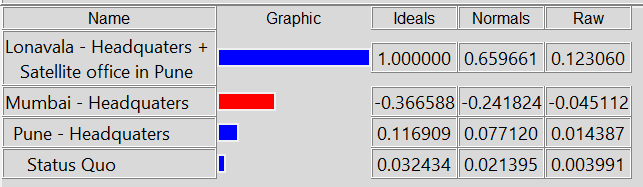 Name Graphic Ideals Normals Raw
Lonavala - Headquaters +
Satellite office in Pune 1.000000 0.659661 0.123060
Mumbai - Headquaters -0.366588 -0.241824 -0.045112
Pune - Headquaters 0.116909 0.077120 0.014387
Status Quo 0.032434 0.021395 0.003991